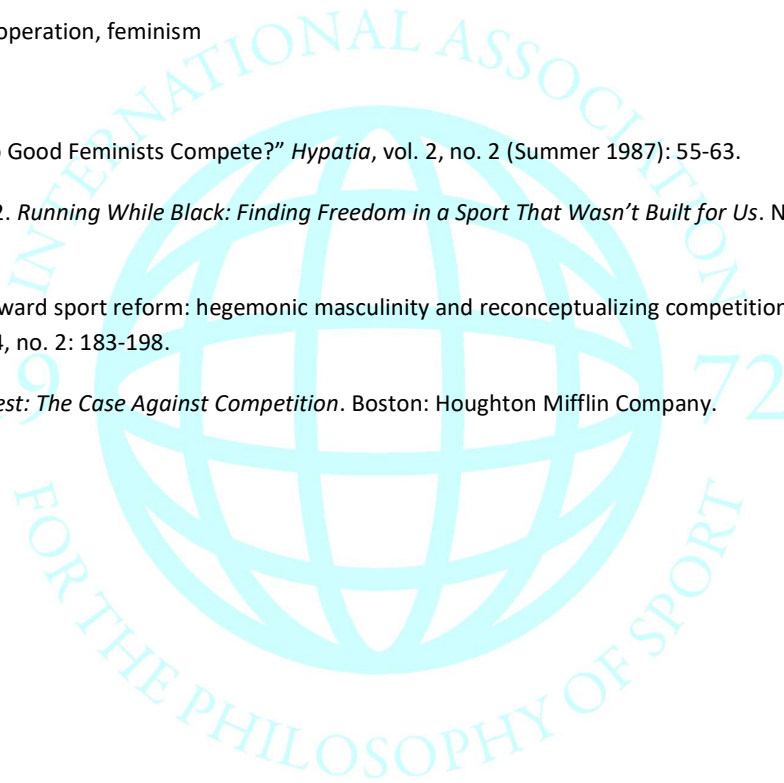 operation, feminism
Good Feminists Compete?” Hypatia, vol. 2, no. 2 (Summer 1987): 55-63.
2. Running While Black: Finding Freedom in a Sport That Wasn’t Built for Us. N
ward sport reform: hegemonic masculinity and reconceptualizing competition
4, no. 2: 183-198.
est: The Case Against Competition. Boston: Houghton Mifflin Company.
INTERNATIONAL ASSOCIATION
19 72
FOR THE PHILOSOPHY OF SPORT